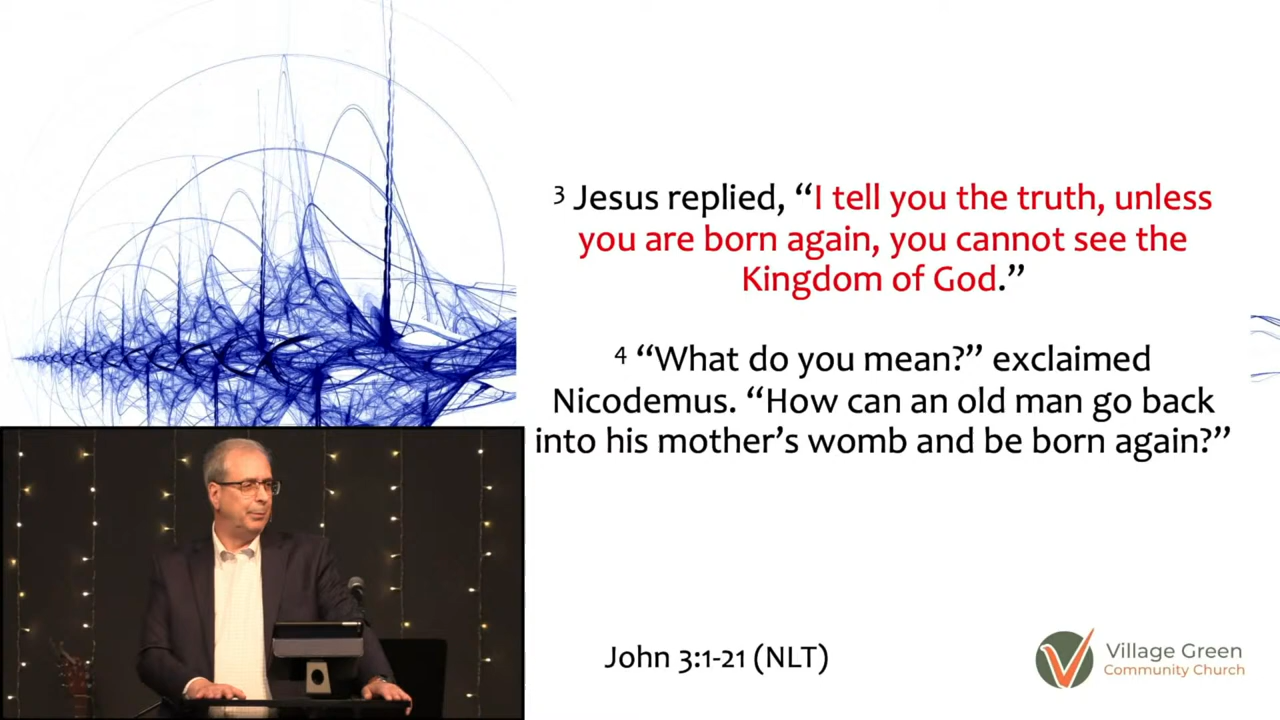 ³ Jesus replied, “I tell you the truth, unless
you are born again, you cannot see the
Kingdom of God.”
⁴ “What do you mean?” exclaimed
Nicodemus. “How can an old man go back
into his mother’s womb and be born again?”
John 3:1-21 (NLT)
Village Green
Community Church